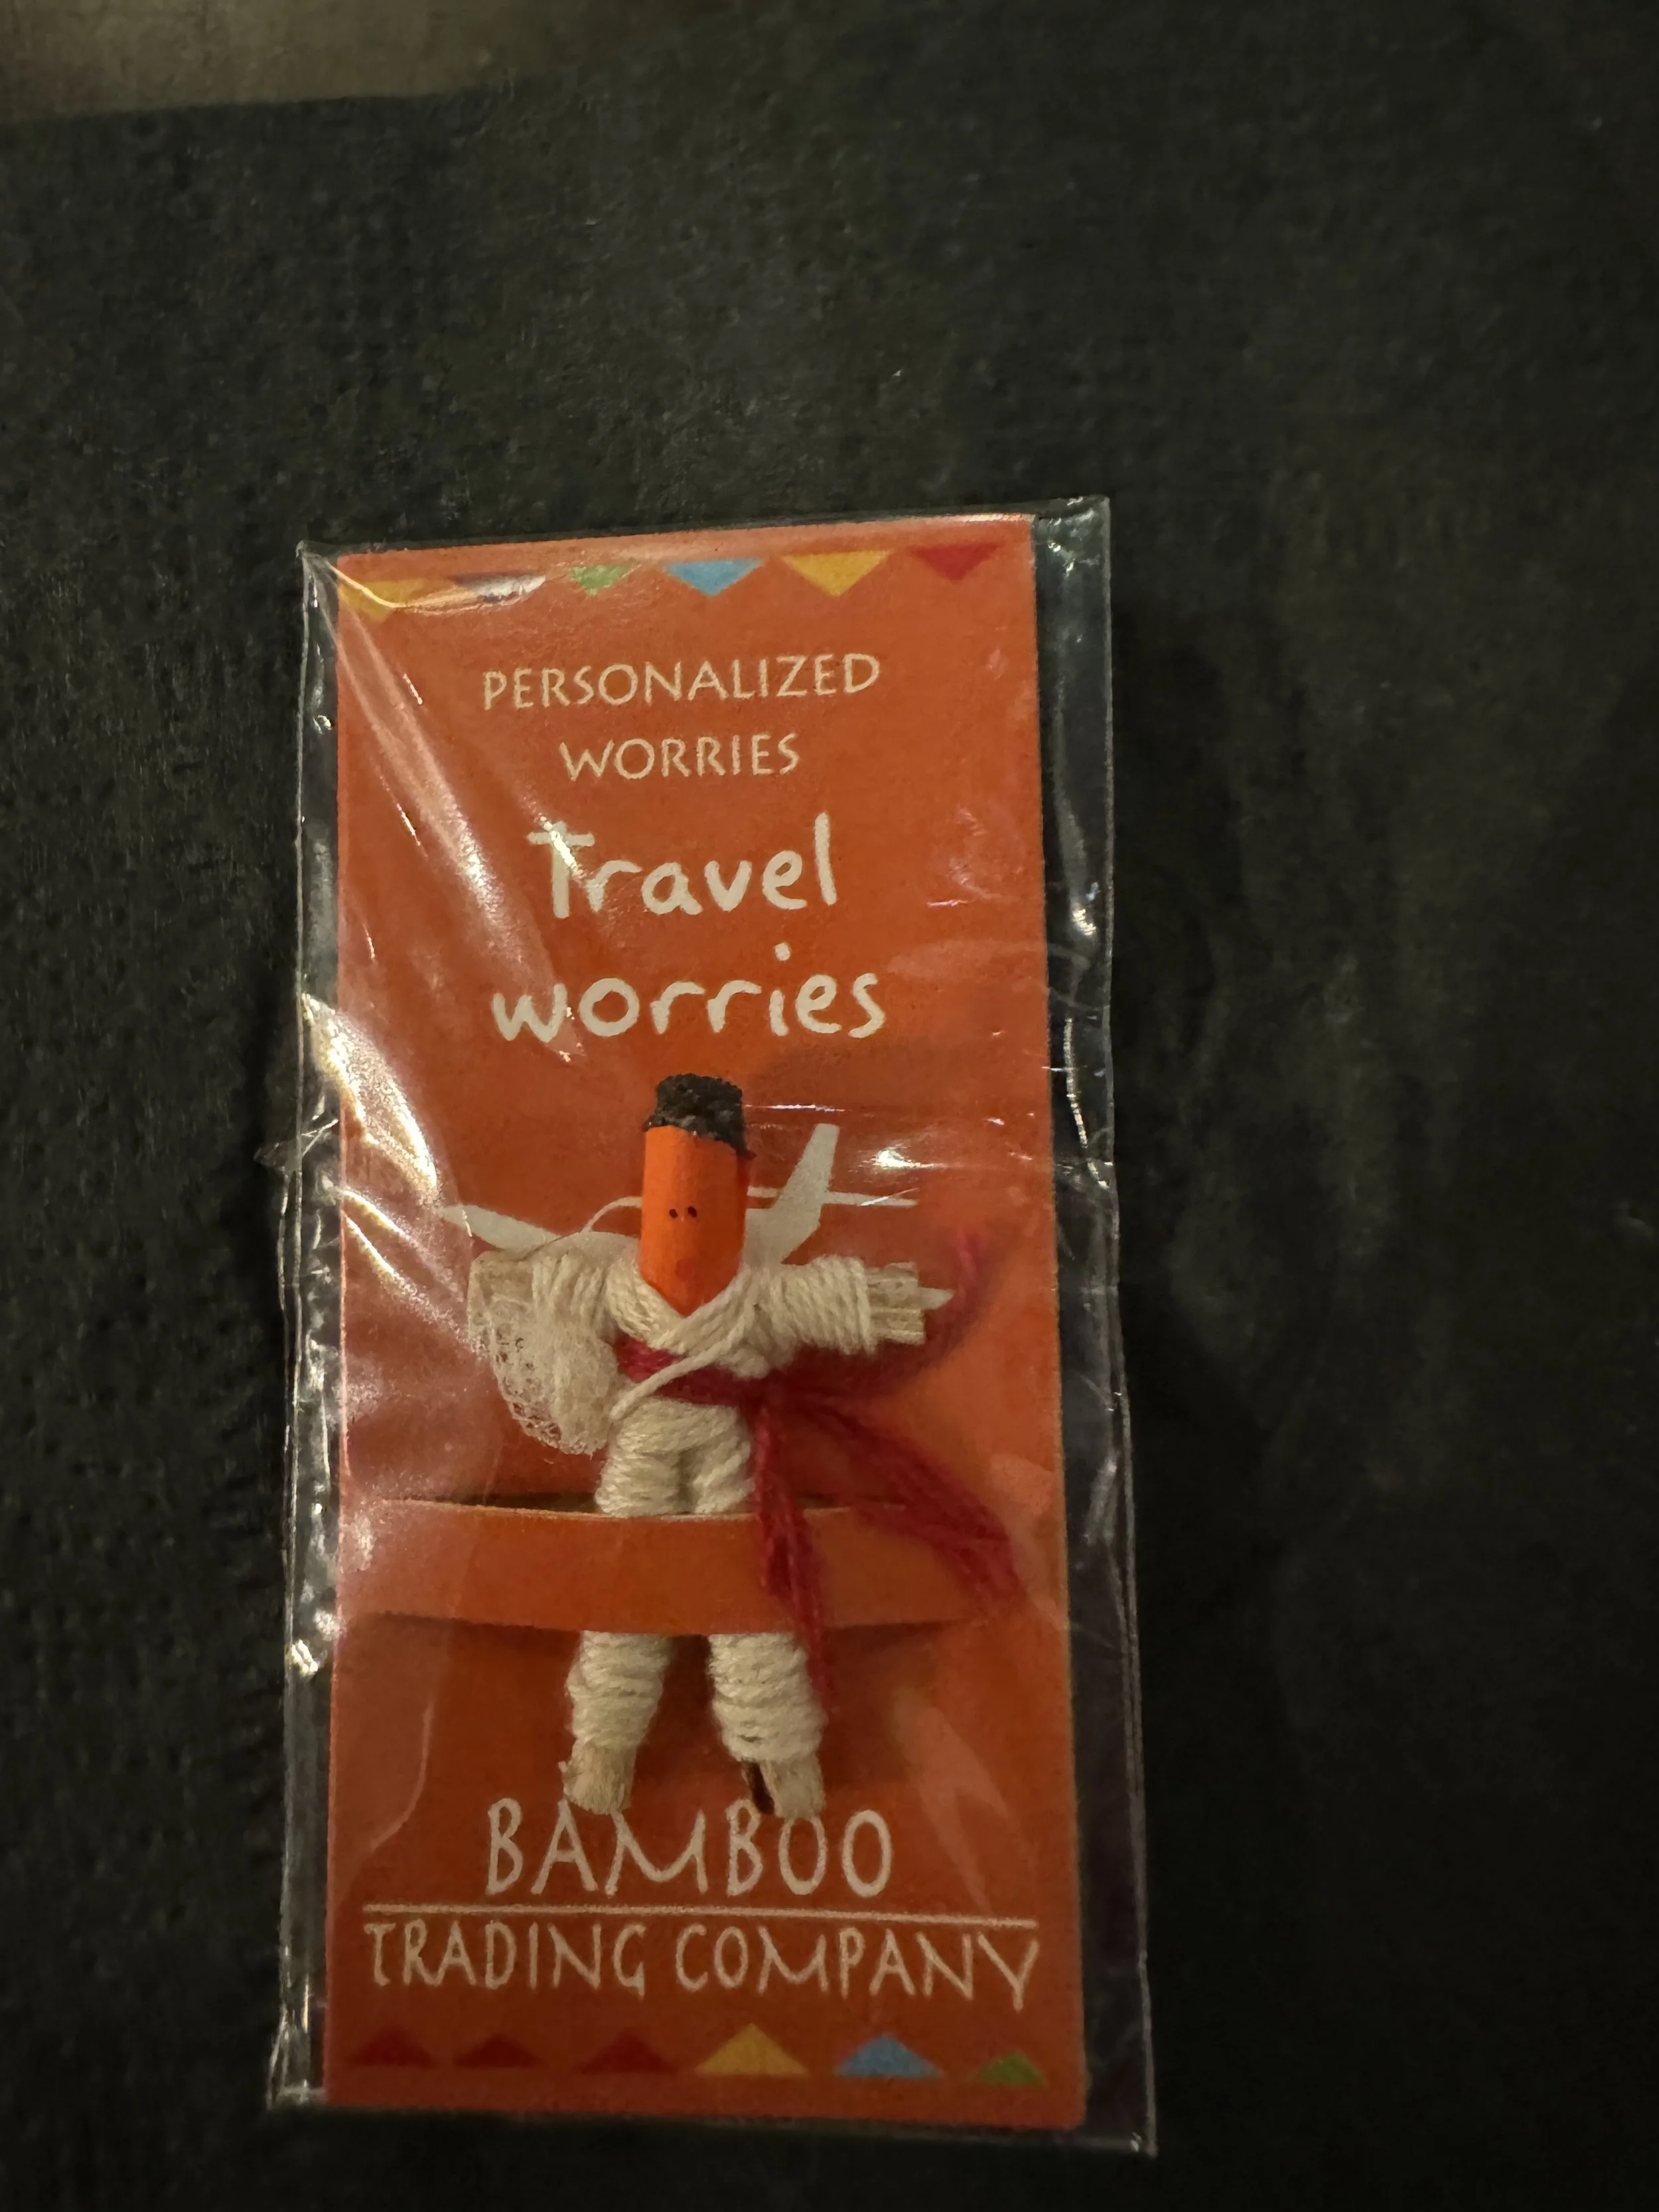 PERSONALIZED
WORRIES
Travel
worries
BAMBOO
TRADING COMPANY